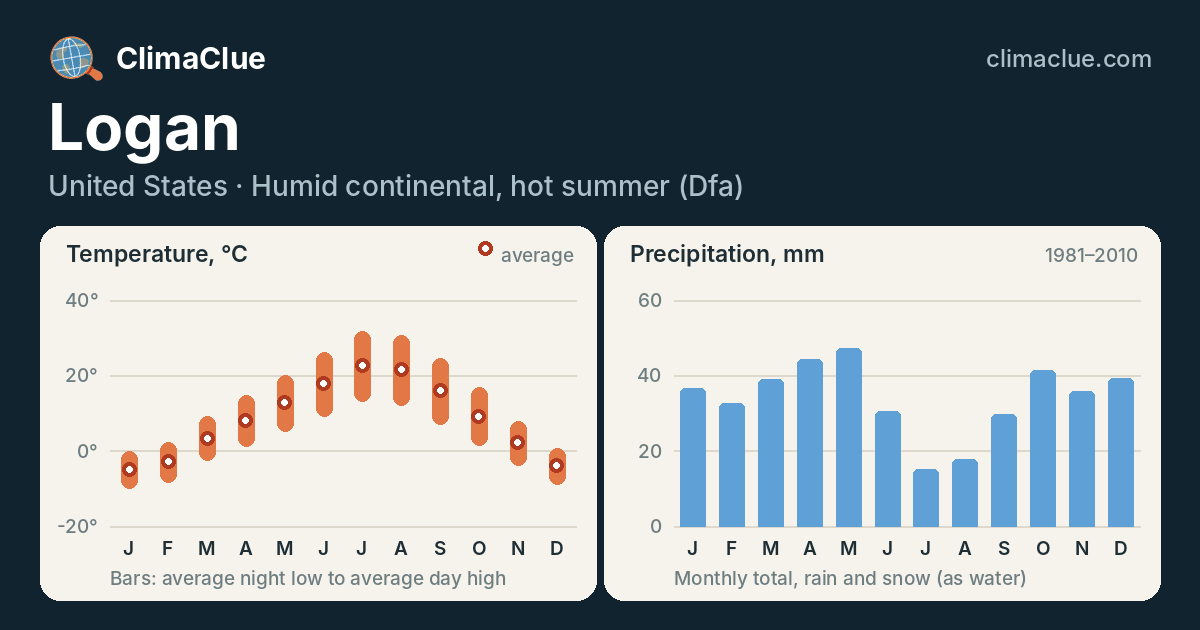 ClimaClue
climaclue.com
Logan
United States · Humid continental, hot summer (Dfa)
Temperature, °C
average
40°
20°
0°
-20°
J F M A M J J A S O N D
Bars: average night low to average day high
Precipitation, mm
1981–2010
60
40
20
0
J F M A M J J A S O N D
Monthly total, rain and snow (as water)